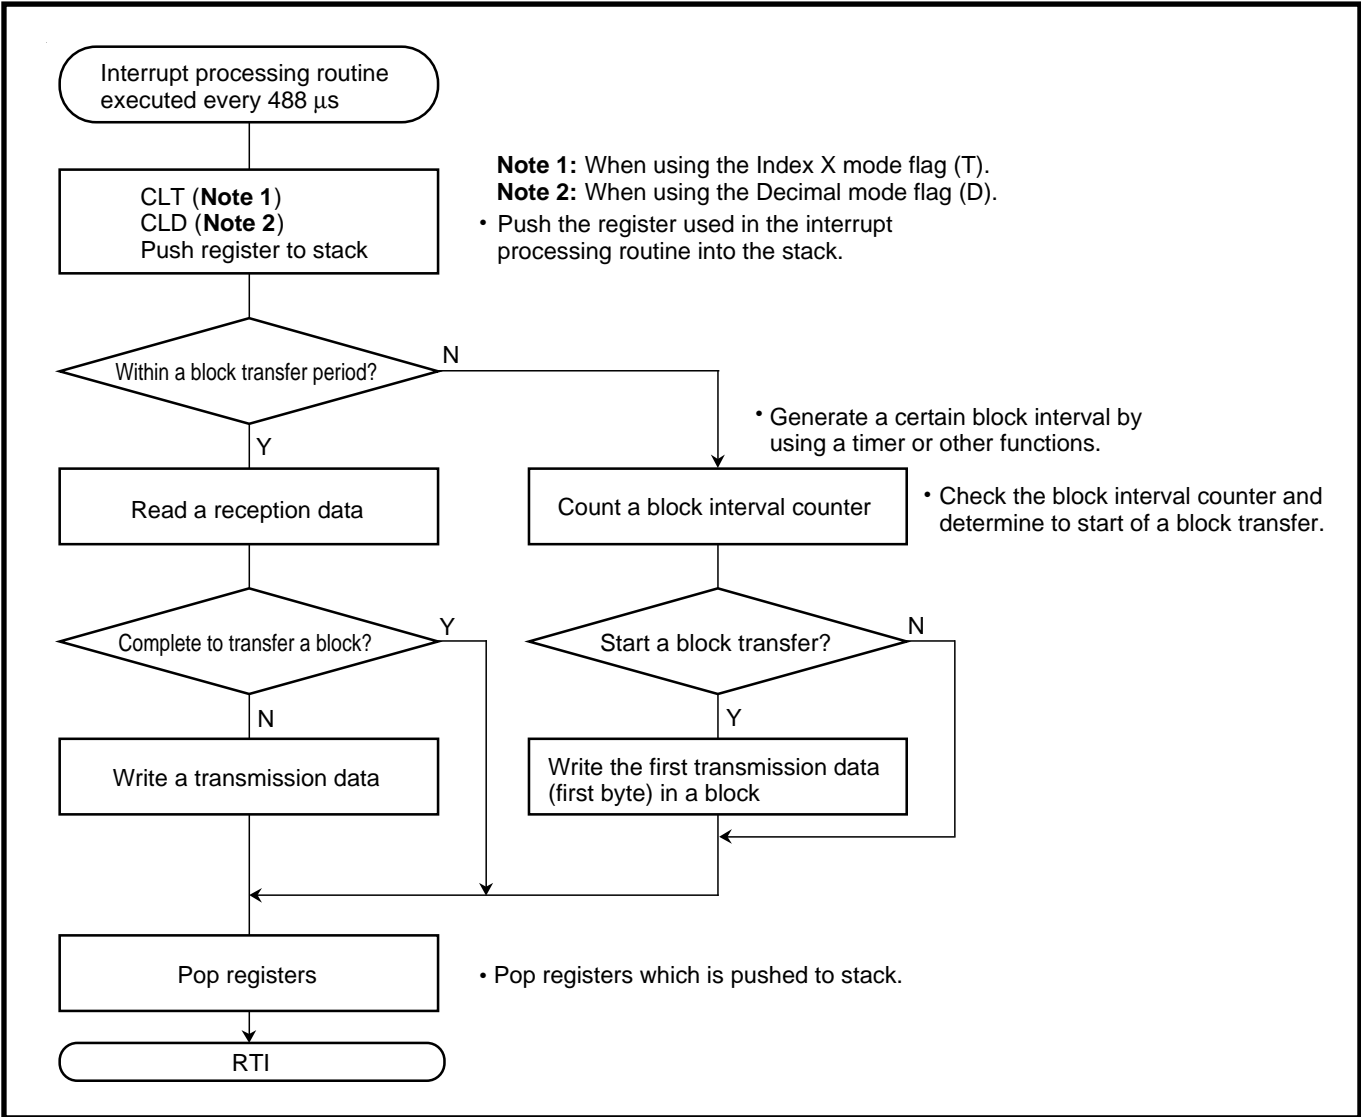 Interrupt processing routine
executed every 488 μs
CLT (Note 1)
CLD (Note 2)
Push register to stack
Note 1: When using the Index X mode flag (T).
Note 2: When using the Decimal mode flag (D).
• Push the register used in the interrupt
processing routine into the stack.
Within a block transfer period?
N
Y
• Generate a certain block interval by
using a timer or other functions.
Read a reception data
Count a block interval counter
• Check the block interval counter and
determine to start of a block transfer.
Complete to transfer a block?
Y
N
Start a block transfer?
N
Y
Write a transmission data
Write the first transmission data
(first byte) in a block
Pop registers
• Pop registers which is pushed to stack.
RTI